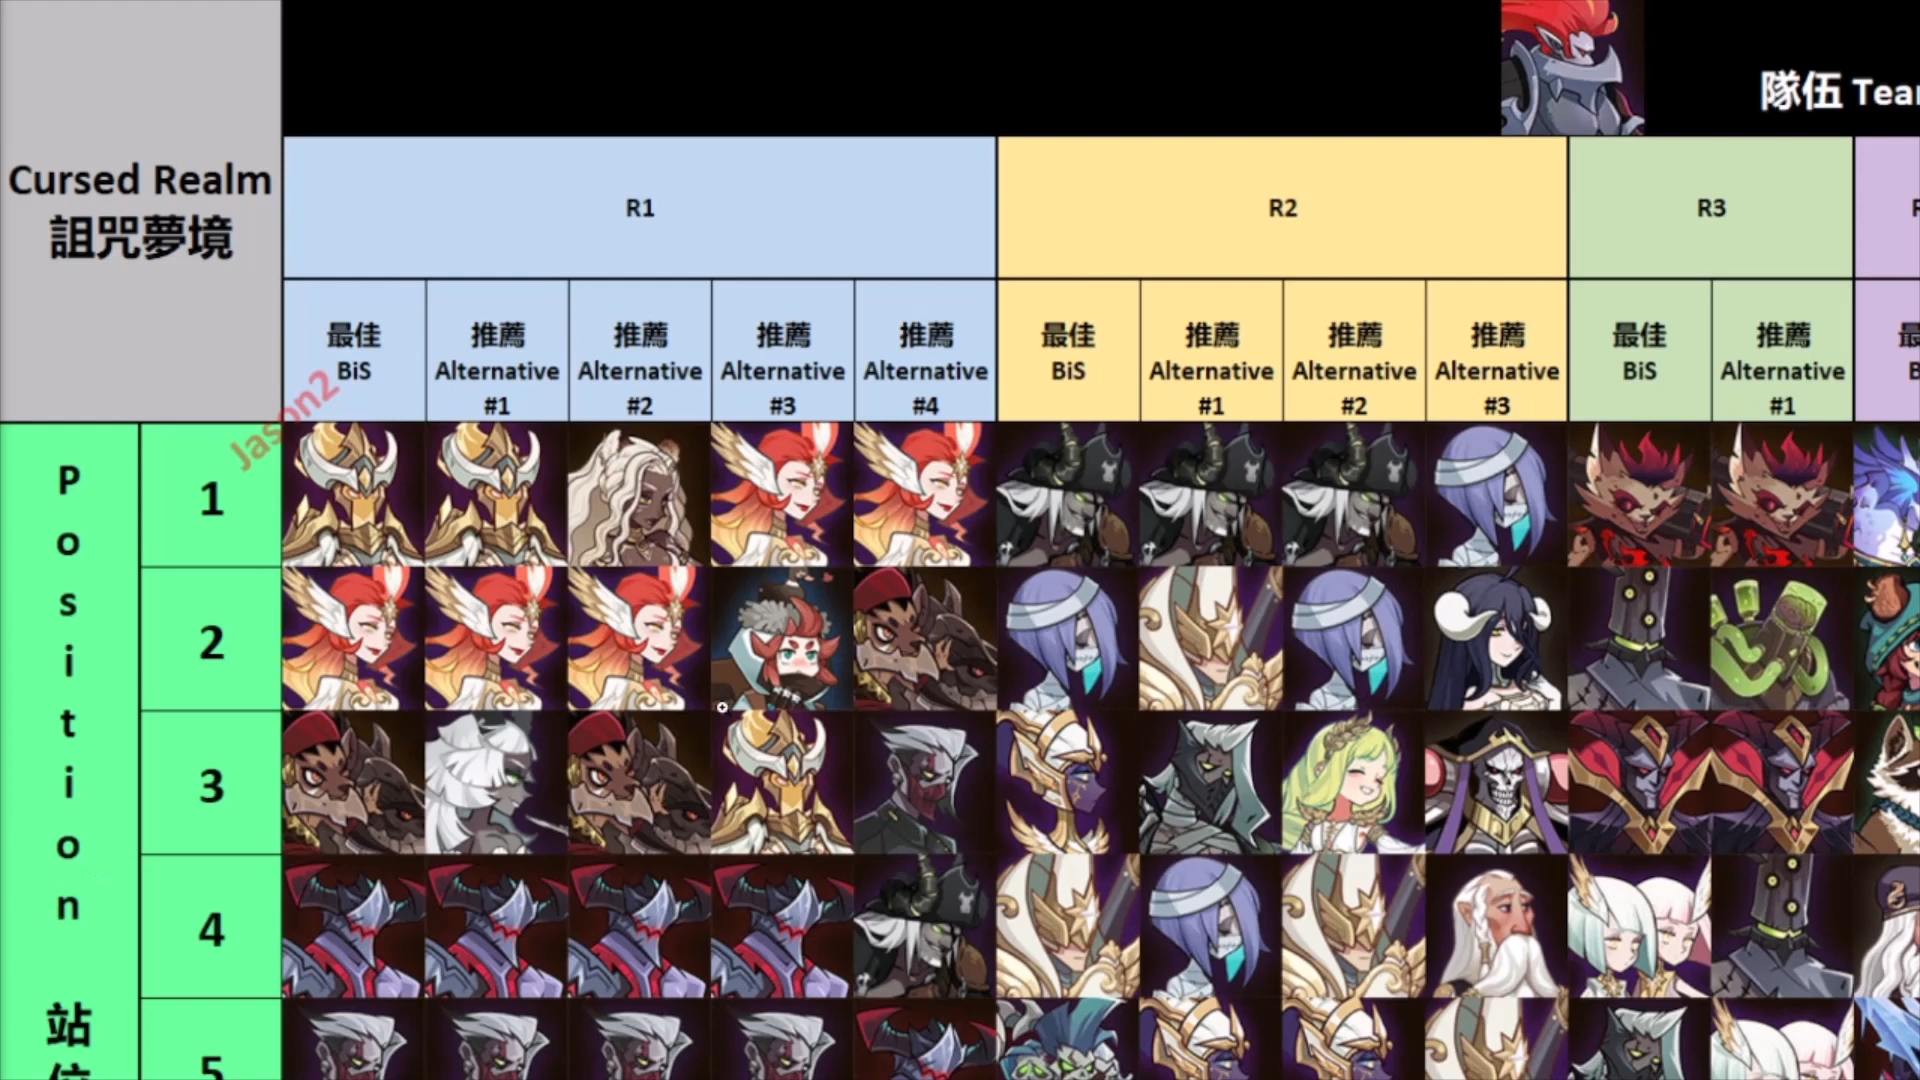 隊伍 Tea
Cursed Realm
詛咒夢境
R1
R2
R3
最佳
BiS
推薦
Alternative
#1
推薦
Alternative
#2
推薦
Alternative
#3
推薦
Alternative
#4
最佳
BiS
推薦
Alternative
#1
推薦
Alternative
#2
推薦
Alternative
#3
最佳
BiS
推薦
Alternative
#1
Jason2
Position
站位
1
2
3
4
5